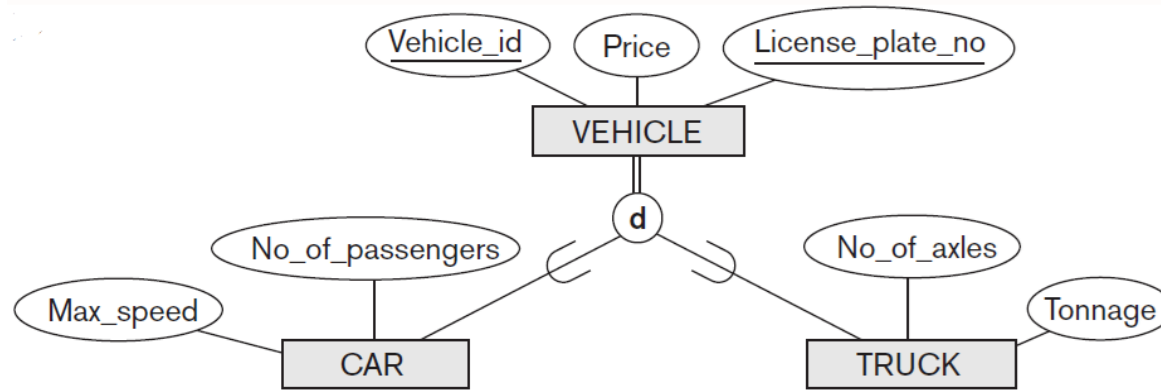 Vehicle_id
Price
License_plate_no
VEHICLE
d
No_of_passengers
No_of_axles
Max_speed
Tonnage
CAR
TRUCK